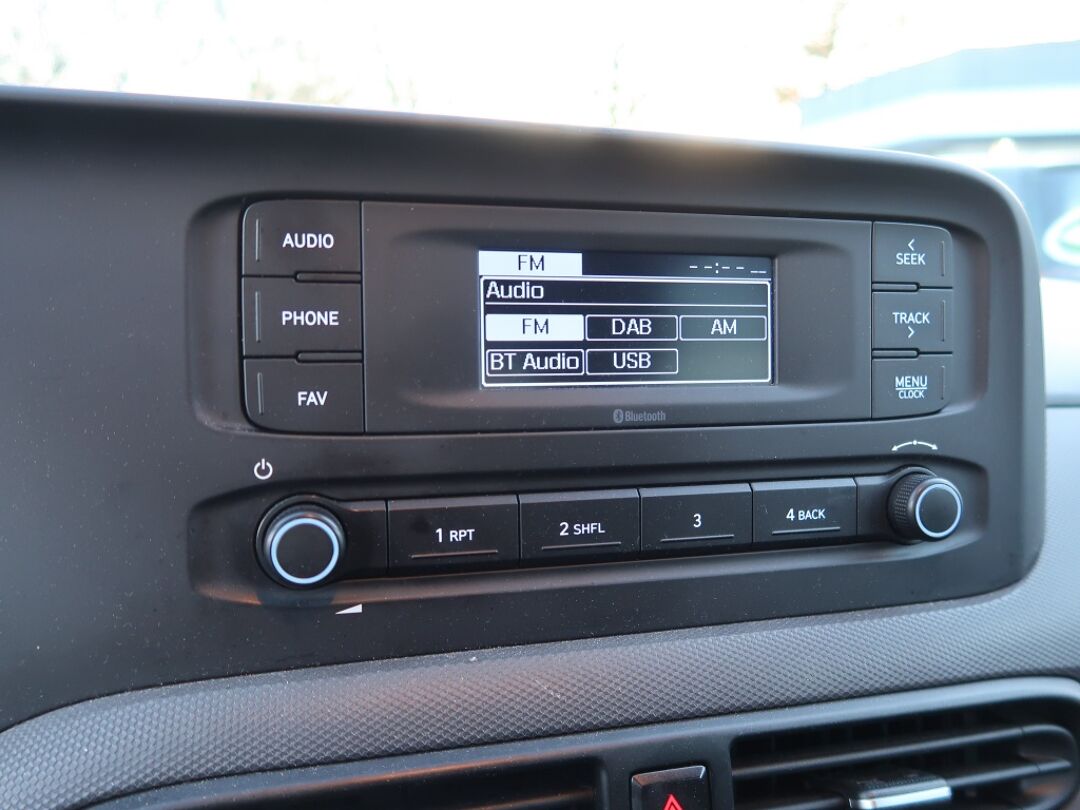 AUDIO
PHONE
FAV
FM --:-- __
Audio
FM DAB AM
BT Audio USB
Bluetooth
< SEEK
TRACK >
MENU
CLOCK
1 RPT
2 SHFL
3
4 BACK